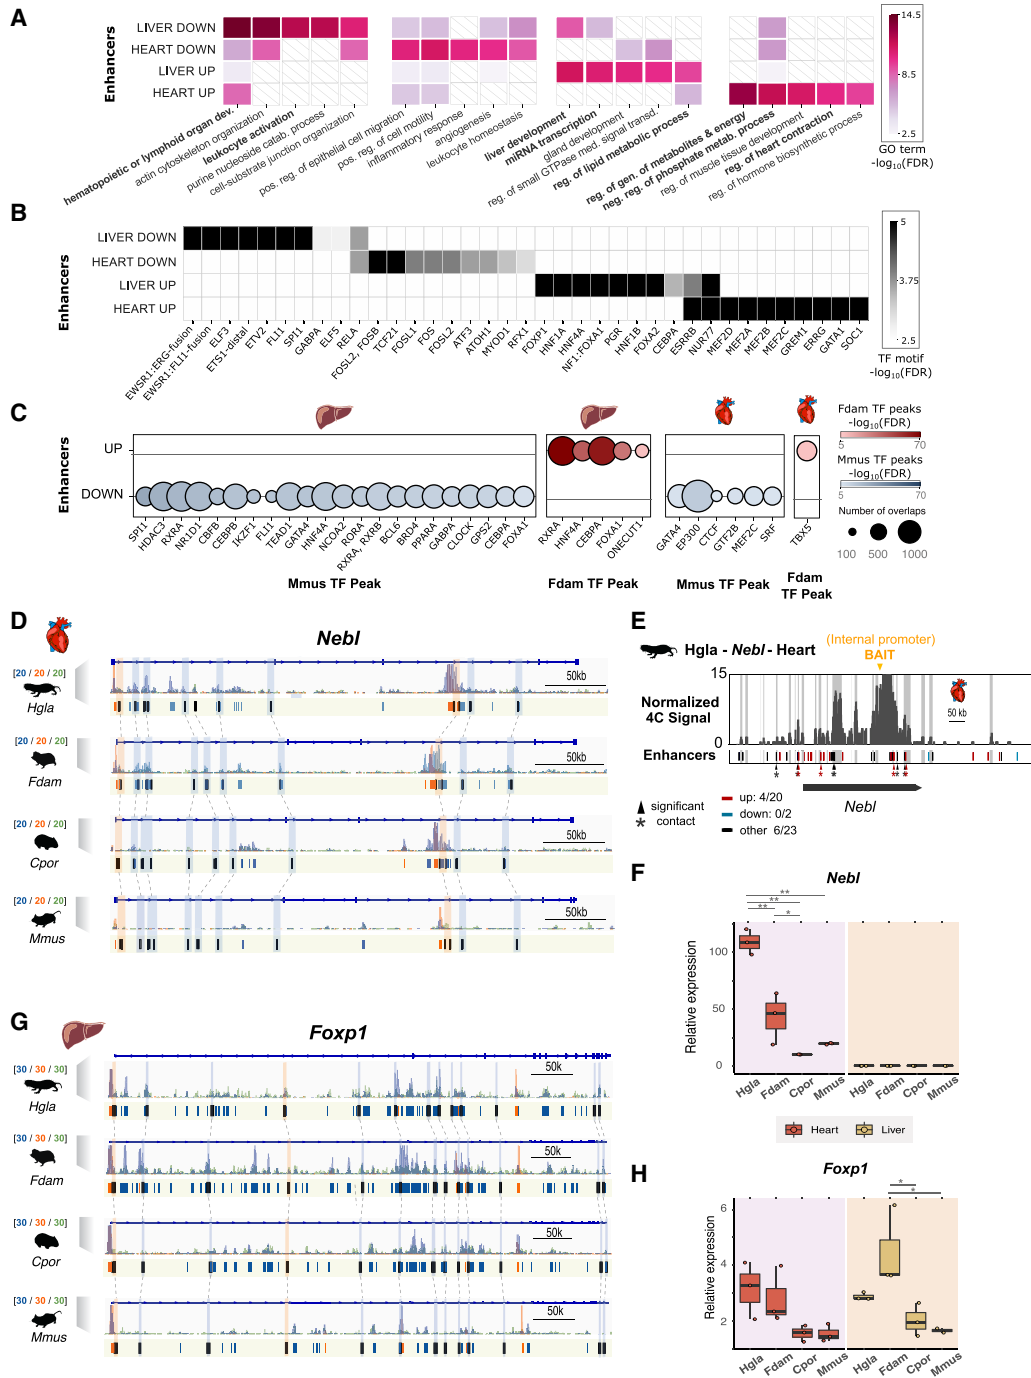 A
Enhancers
LIVER DOWN
HEART DOWN
LIVER UP
HEART UP
hematopoietic or lymphoid organ dev.
actin cytoskeleton organization
leukocyte activation
purine nucleoside catab. process
cell-substrate junction organization
pos. reg. of epithelial cell migration
pos. reg. of cell motility
inflammatory response
angiogenesis
leukocyte homeostasis
liver development
miRNA transcription
gland development
reg. of small GTPase med. signal transd.
reg. of lipid metabolic process
reg. of gen. of metabolites & energy
neg. reg. of phosphate metab. process
reg. of muscle tissue development
reg. of heart contraction
reg. of hormone biosynthetic process
14.5
8.5
2.5
GO term
-log10(FDR)
B
Enhancers
LIVER DOWN
HEART DOWN
LIVER UP
HEART UP
EWSR1:ERG-fusion
EWSR1:FLI1-fusion
ELF3
ETS1-distal
ETV2
FLI1
SPI1
GABPA
ELF5
RELA
FOSL2, FOSB
TCF21
FOSL1
FOS
FOSL2
ATF3
ATOH1
MYOD1
RFX1
FOXP1
HNF1A
HNF4A
NF1:FOXA1
PGR
HNF1B
FOXA2
CEBPA
ESRRB
NUR77
MEF2D
MEF2A
MEF2B
MEF2C
GREM1
ERRG
GATA1
SOC1
5
3.75
2.5
TF motif
-log10(FDR)
C
Enhancers
UP
DOWN
SPI1
HDAC3
RXRA
NR1D1
CBFB
CEBPB
IKZF1
FLI1
TEAD1
GATA4
HNF4A
NCOA2
RORA
RXRA, RXRB
BCL6
BRD4
PPARA
GABPA
CLOCK
GPS2
CEBPA
FOXA1
Mmus TF Peak
RXRA
HNF4A
CEBPA
FOXA1
ONECUT1
Fdam TF Peak
GATA4
EP300
CTCF
GTF2B
MEF2C
SRF
Mmus TF Peak
TBX5
Fdam
TF Peak
Fdam TF peaks
-log10(FDR)
5 70
Mmus TF peaks
-log10(FDR)
5 70
Number of overlaps
100 500 1000
D
Nebl
[20 / 20 / 20]
Hgla
50kb
[20 / 20 / 20]
Fdam
50kb
[20 / 20 / 20]
Cpor
50kb
[20 / 20 / 20]
Mmus
50kb
E
Hgla - Nebl - Heart
(Internal promoter)
BAIT
15
Normalized
4C Signal
0
50 kb
Enhancers
Nebl
significant
contact
up: 4/20
down: 0/2
other 6/23
F
Nebl
Relative expression
100
50
0
** ** ** *
Hgla Fdam Cpor Mmus
Hgla Fdam Cpor Mmus
Heart Liver
G
Foxp1
[30 / 30 / 30]
Hgla
50k
[30 / 30 / 30]
Fdam
50k
[30 / 30 / 30]
Cpor
50k
[30 / 30 / 30]
Mmus
50k
H
Foxp1
Relative expression
6
4
2
* *
Hgla Fdam Cpor Mmus
Hgla Fdam Cpor Mmus